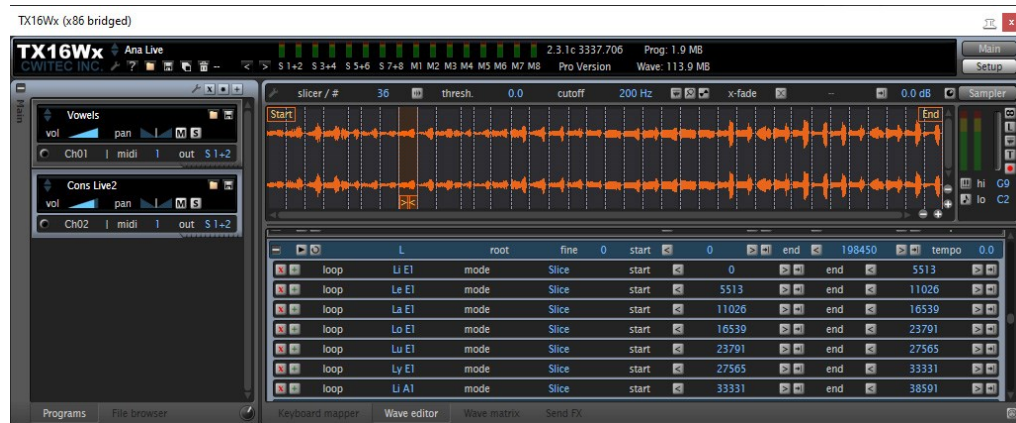 TX16Wx (x86 bridged)
TX16Wx Ana Live 2.3.1c 3337.706 Prog: 1.9 MB Main
CWITEC INC. ? -- < > S 1+2 S 3+4 S 5+6 S 7+8 M1 M2 M3 M4 M5 M6 M7 M8 Pro Version Wave: 113.9 MB Setup
Main
Vowels
vol pan M S
Ch01 | midi 1 out S 1+2
Cons Live2
vol pan M S
Ch02 | midi 1 out S 1+2
slicer / # 36 thresh. 0.0 cutoff 200 Hz x-fade -- 0.0 dB Sampler
Start End
L
T
hi G9
lo C2
L root fine 0 start < 0 > end < 198450 > tempo 0.0
x + loop Li E1 mode Slice start < 0 > end < 5513 >
x + loop Le E1 mode Slice start < 5513 > end < 11026 >
x + loop La E1 mode Slice start < 11026 > end < 16539 >
x + loop Lo E1 mode Slice start < 16539 > end < 23791 >
x + loop Lu E1 mode Slice start < 23791 > end < 27565 >
x + loop Ly E1 mode Slice start < 27565 > end < 33331 >
x + loop Li A1 mode Slice start < 33331 > end < 38591 >
Programs File browser Keyboard mapper Wave editor Wave matrix Send FX